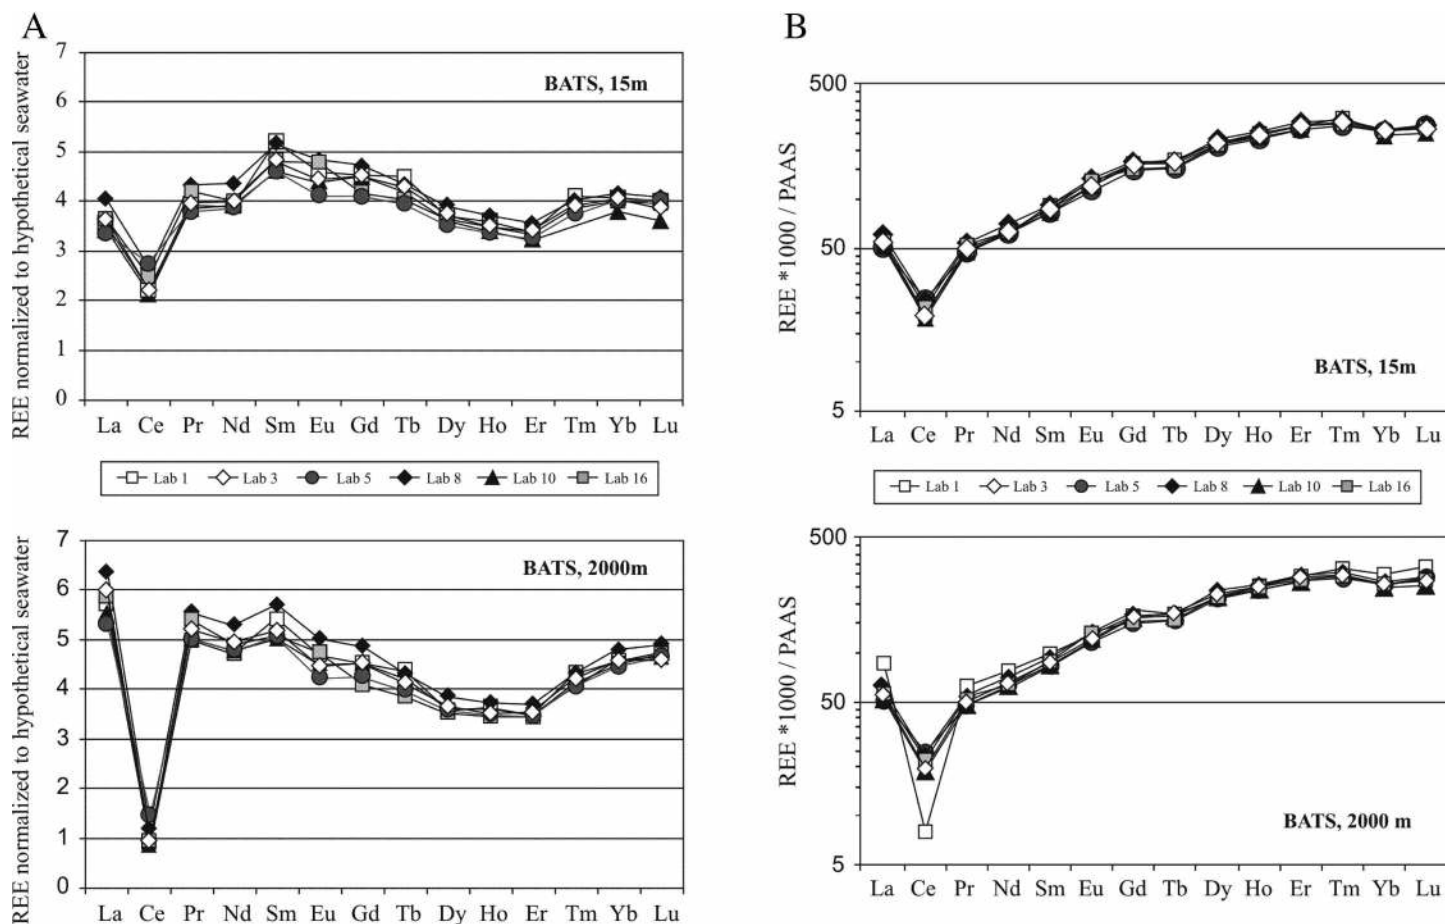 A
REE normalized to hypothetical seawater
7
6
5
4
3
2
1
0
BATS, 15m
La Ce Pr Nd Sm Eu Gd Tb Dy Ho Er Tm Yb Lu
Lab 1 Lab 3 Lab 5 Lab 8 Lab 10 Lab 16
REE normalized to hypothetical seawater
7
6
5
4
3
2
1
0
BATS, 2000m
La Ce Pr Nd Sm Eu Gd Tb Dy Ho Er Tm Yb Lu
B
REE *1000 / PAAS
500
50
5
BATS, 15m
La Ce Pr Nd Sm Eu Gd Tb Dy Ho Er Tm Yb Lu
Lab 1 Lab 3 Lab 5 Lab 8 Lab 10 Lab 16
REE *1000 / PAAS
500
50
5
BATS, 2000 m
La Ce Pr Nd Sm Eu Gd Tb Dy Ho Er Tm Yb Lu